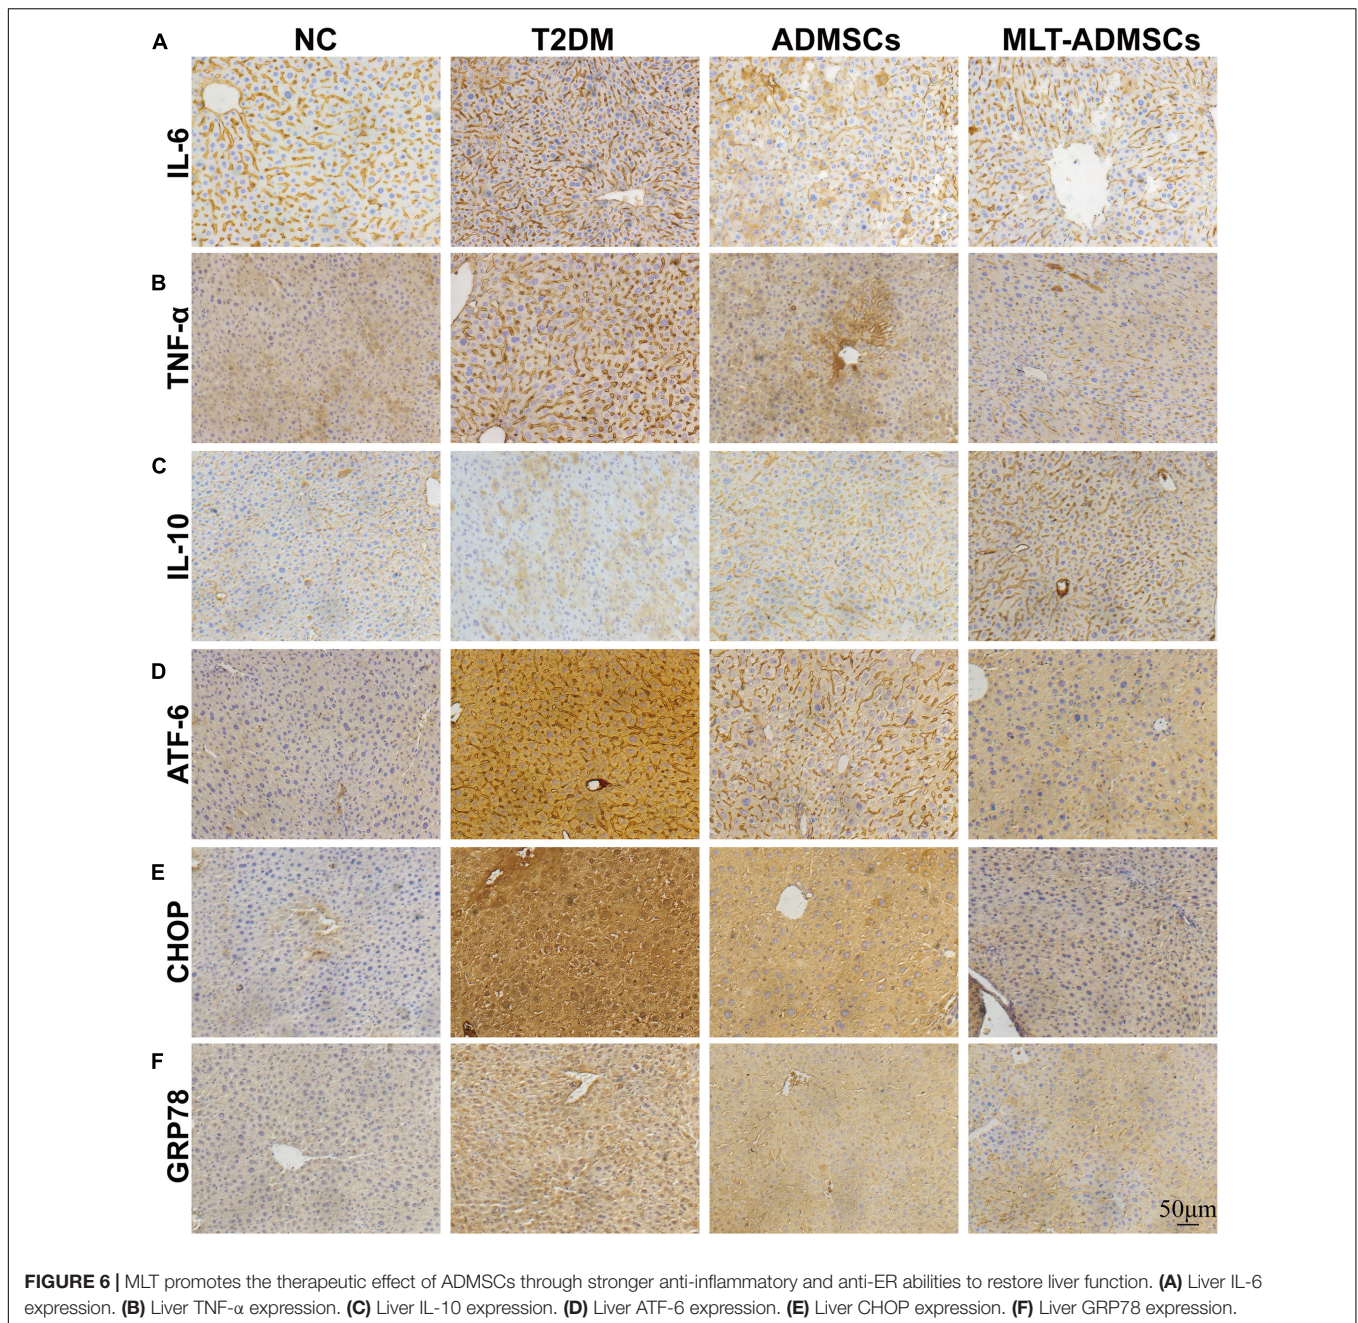 A NC T2DM ADMSCs MLT-ADMSCs
IL-6
B
TNF-α
C
IL-10
D
ATF-6
E
CHOP
F
GRP78
50μm
FIGURE 6 | MLT promotes the therapeutic effect of ADMSCs through stronger anti-inflammatory and anti-ER abilities to restore liver function. (A) Liver IL-6
expression. (B) Liver TNF-α expression. (C) Liver IL-10 expression. (D) Liver ATF-6 expression. (E) Liver CHOP expression. (F) Liver GRP78 expression.